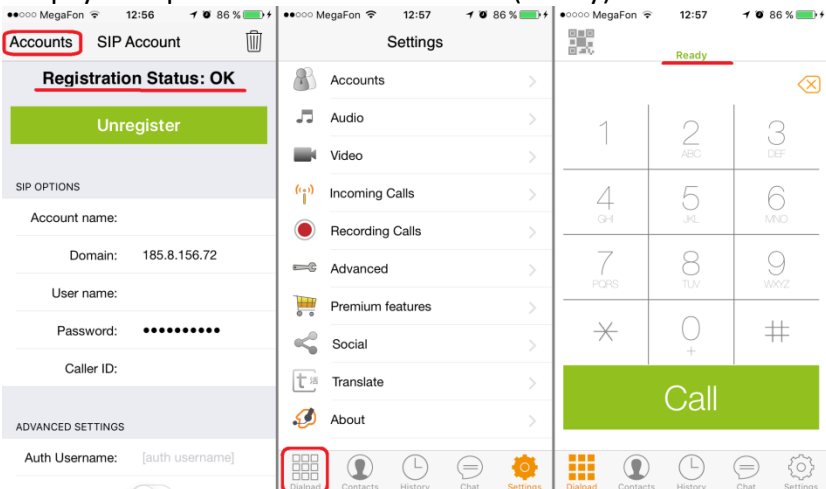 MegaFon 12:56 86 %
Accounts SIP Account
Registration Status: OK
Unregister
SIP OPTIONS
Account name:
Domain: 185.8.156.72
User name:
Password: ●●●●●●●●●●
Caller ID:
ADVANCED SETTINGS
Auth Username: [auth username]
MegaFon 12:57 86 %
Settings
Accounts
Audio
Video
Incoming Calls
Recording Calls
Advanced
Premium features
Social
Translate
About
Dialpad Contacts History Chat Settings
MegaFon 12:57 86 %
Ready
1 2 3
ABC DEF
4 5 6
GHI JKL MNO
7 8 9
PQRS TUV WXYZ
* 0 #
+
Call
Dialpad Contacts History Chat Settings